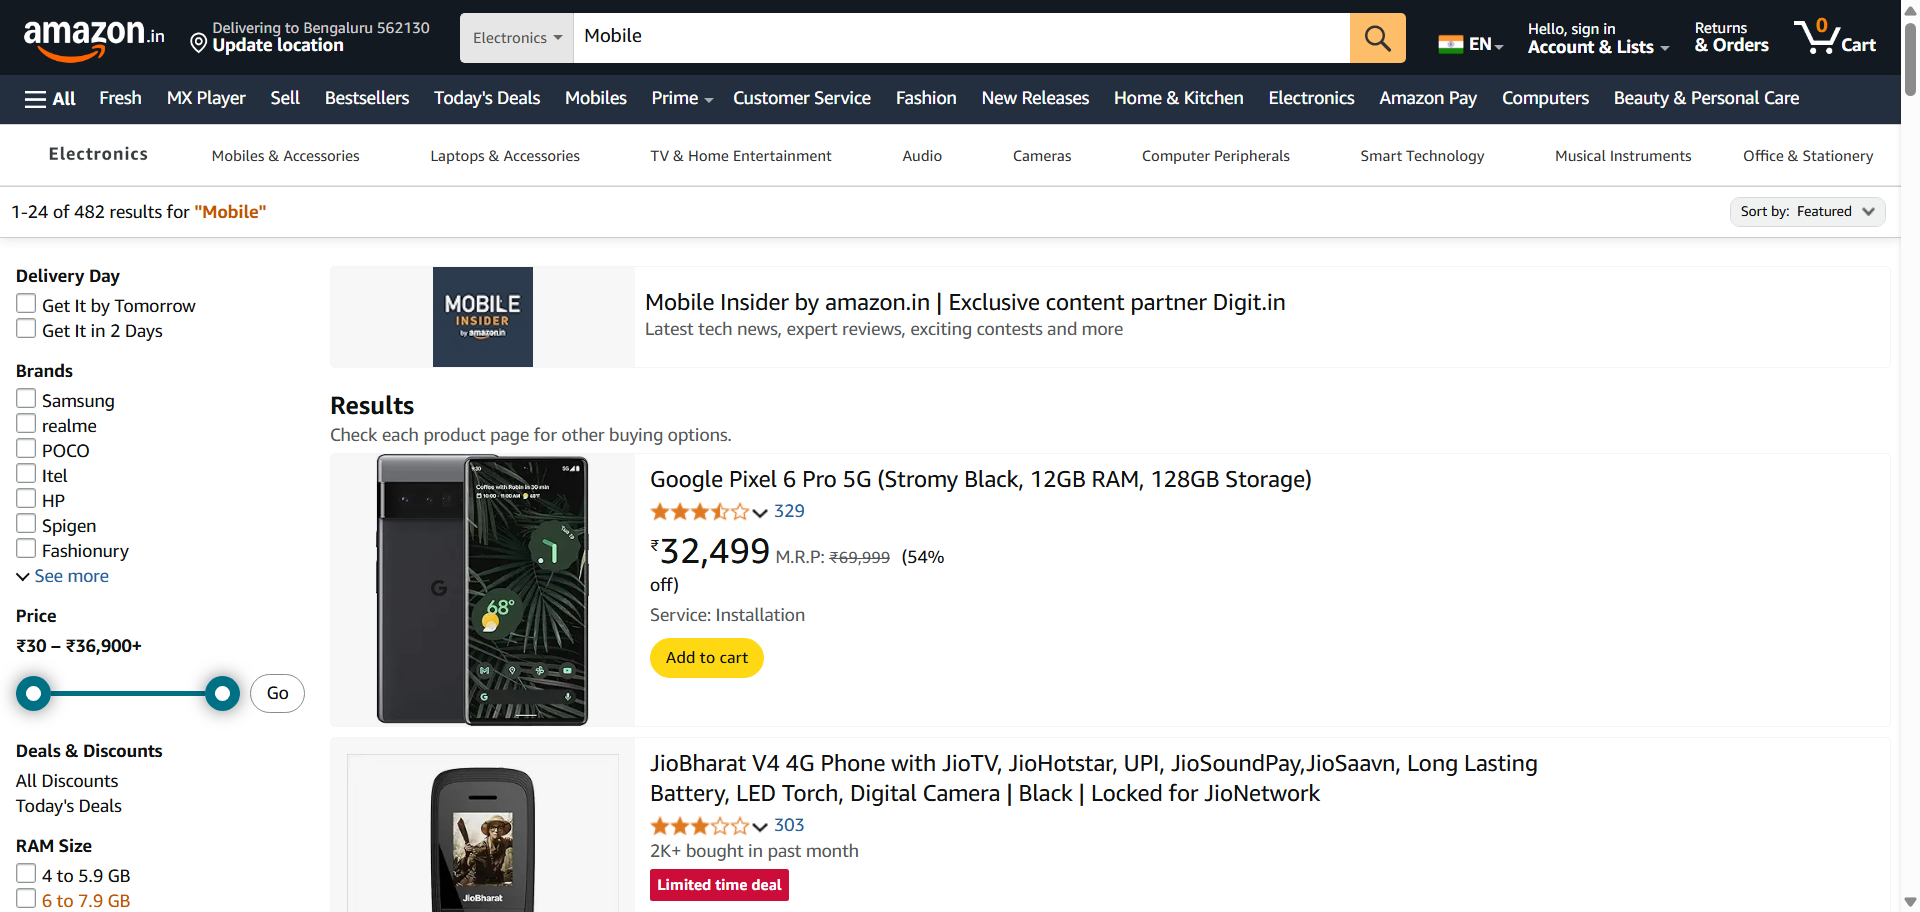 amazon.in
Delivering to Bengaluru 562130
Update location
Electronics
Mobile
EN
Hello, sign in
Account & Lists
Returns
& Orders
0
Cart
All
Fresh
MX Player
Sell
Bestsellers
Today's Deals
Mobiles
Prime
Customer Service
Fashion
New Releases
Home & Kitchen
Electronics
Amazon Pay
Computers
Beauty & Personal Care
Electronics
Mobiles & Accessories
Laptops & Accessories
TV & Home Entertainment
Audio
Cameras
Computer Peripherals
Smart Technology
Musical Instruments
Office & Stationery
1-24 of 482 results for "Mobile"
Sort by: Featured
Delivery Day
Get It by Tomorrow
Get It in 2 Days
Brands
Samsung
realme
POCO
Itel
HP
Spigen
Fashionury
See more
Price
₹30 – ₹36,900+
Go
Deals & Discounts
All Discounts
Today's Deals
RAM Size
4 to 5.9 GB
6 to 7.9 GB
MOBILE
INSIDER
by amazon.in
Mobile Insider by amazon.in | Exclusive content partner Digit.in
Latest tech news, expert reviews, exciting contests and more
Results
Check each product page for other buying options.
Coffee with Robin in 30 min
68°
G
Google Pixel 6 Pro 5G (Stromy Black, 12GB RAM, 128GB Storage)
329
₹32,499 M.R.P: ₹69,999 (54%
off)
Service: Installation
Add to cart
JioBharat
JioBharat V4 4G Phone with JioTV, JioHotstar, UPI, JioSoundPay,JioSaavn, Long Lasting
Battery, LED Torch, Digital Camera | Black | Locked for JioNetwork
303
2K+ bought in past month
Limited time deal